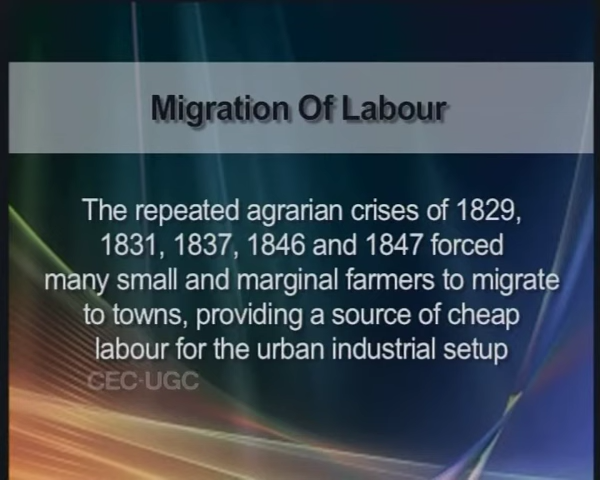 Migration Of Labour
The repeated agrarian crises of 1829,
1831, 1837, 1846 and 1847 forced
many small and marginal farmers to migrate
to towns, providing a source of cheap
labour for the urban industrial setup
CEC-UGC